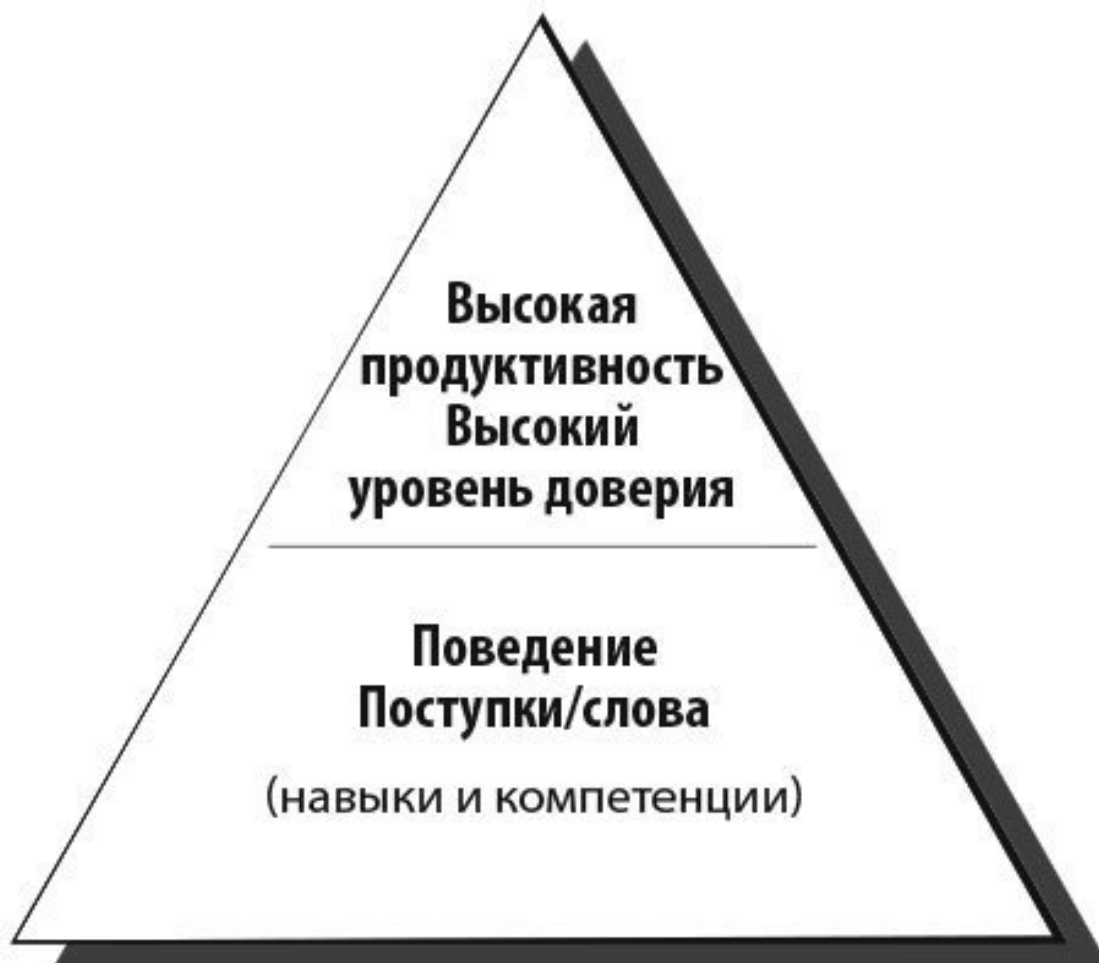 Высокая
продуктивность
Высокий
уровень доверия
Поведение
Поступки/слова
(навыки и компетенции)